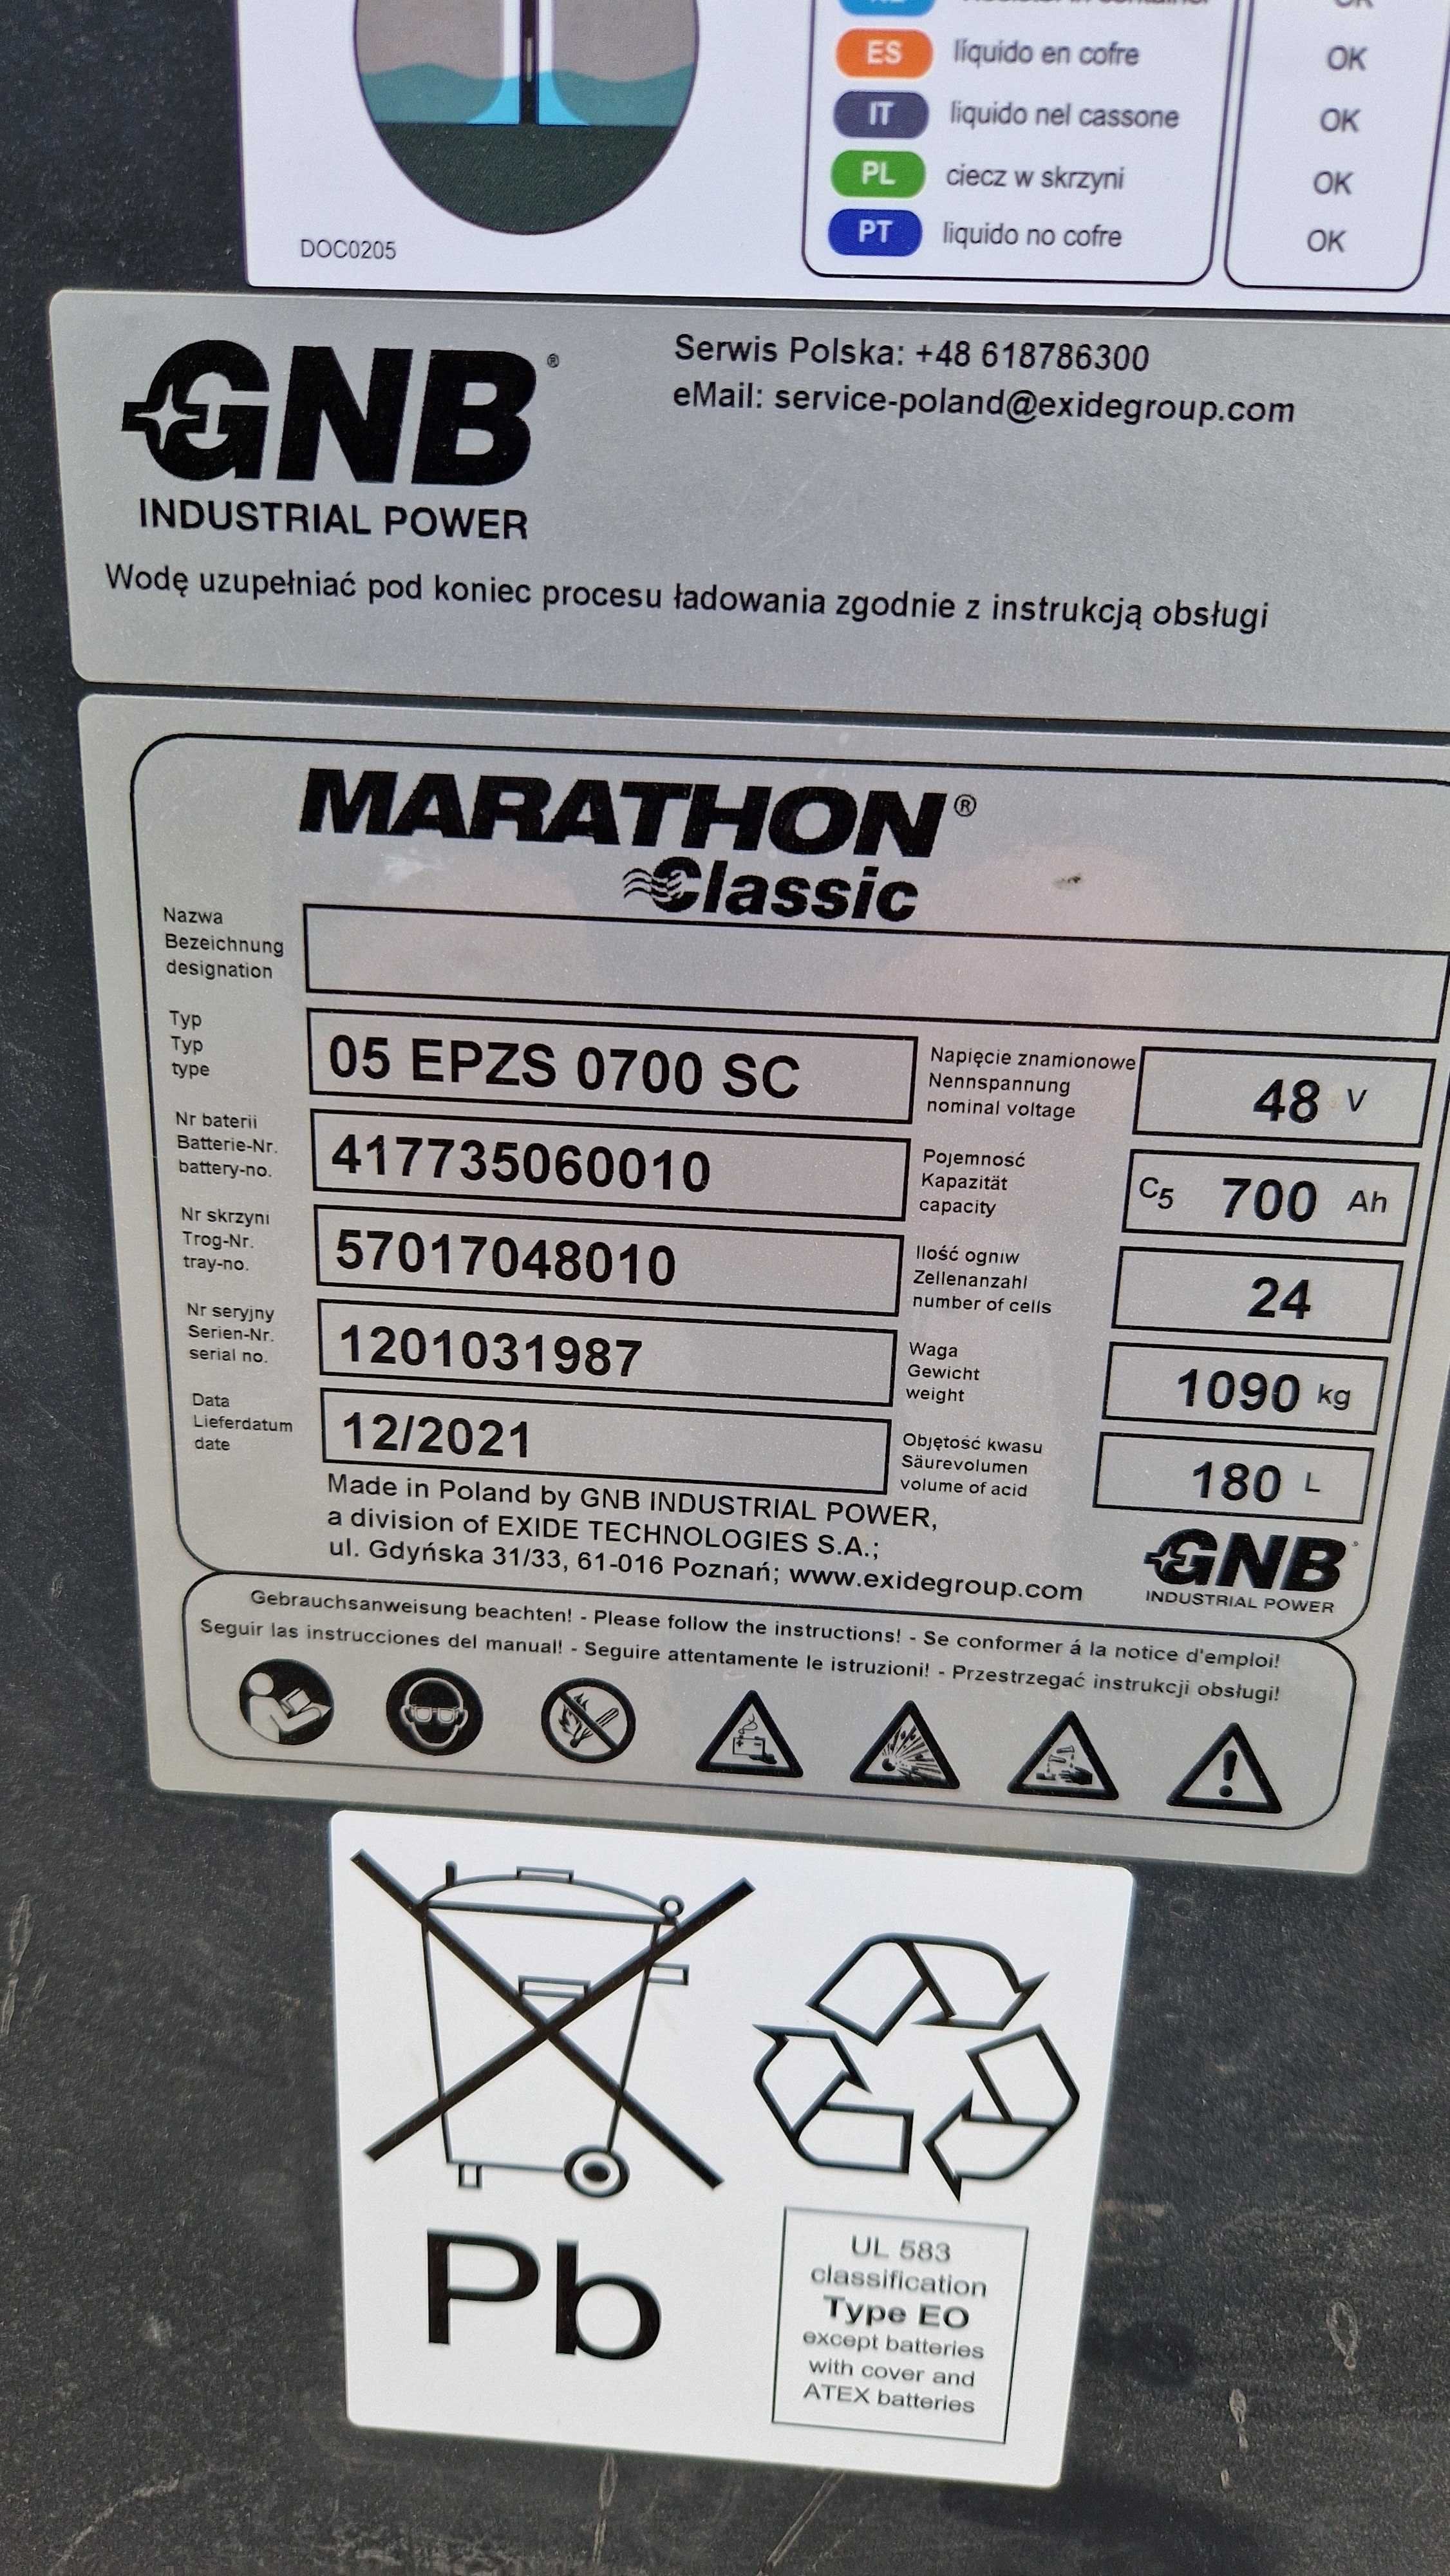 ES líquido en cofre OK
IT liquido nel cassone OK
PL ciecz w skrzyni OK
PT liquido no cofre OK
DOC0205
GNB®
INDUSTRIAL POWER
Serwis Polska: +48 618786300
eMail: service-poland@exidegroup.com
Wodę uzupełniać pod koniec procesu ładowania zgodnie z instrukcją obsługi
MARATHON®
Classic
Nazwa
Bezeichnung
designation
Typ
Typ
type
05 EPZS 0700 SC
Napięcie znamionowe
Nennspannung
nominal voltage
48 V
Nr baterii
Batterie-Nr.
battery-no.
417735060010
Pojemność
Kapazität
capacity
C5 700 Ah
Nr skrzyni
Trog-Nr.
tray-no.
57017048010
Ilość ogniw
Zellenanzahl
number of cells
24
Nr seryjny
Serien-Nr.
serial no.
1201031987
Waga
Gewicht
weight
1090 kg
Data
Lieferdatum
date
12/2021
Objętość kwasu
Säurevolumen
volume of acid
180 L
Made in Poland by GNB INDUSTRIAL POWER,
a division of EXIDE TECHNOLOGIES S.A.;
ul. Gdyńska 31/33, 61-016 Poznań; www.exidegroup.com
GNB
INDUSTRIAL POWER
Gebrauchsanweisung beachten! - Please follow the instructions! - Se conformer á la notice d'emploi!
Seguir las instrucciones del manual! - Seguire attentamente le istruzioni! - Przestrzegać instrukcji obsługi!
Pb
UL 583
classification
Type EO
except batteries
with cover and
ATEX batteries